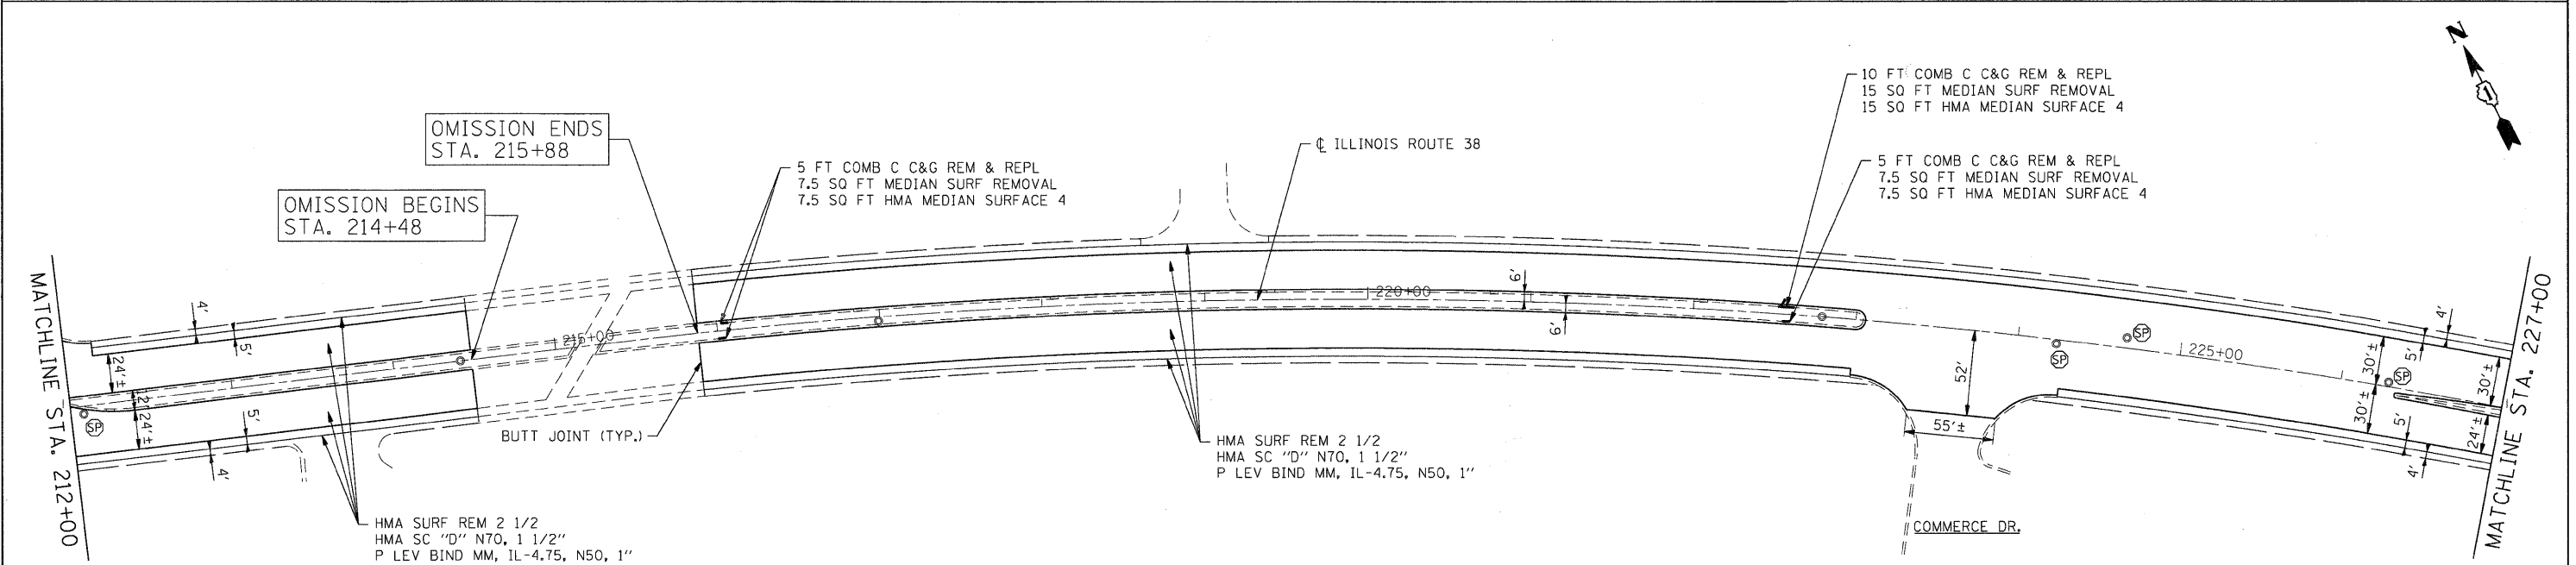 N
1
10 FT COMB C C&G REM & REPL
15 SQ FT MEDIAN SURF REMOVAL
15 SQ FT HMA MEDIAN SURFACE 4
OMISSION ENDS
STA. 215+88
℄ ILLINOIS ROUTE 38
5 FT COMB C C&G REM & REPL
7.5 SQ FT MEDIAN SURF REMOVAL
7.5 SQ FT HMA MEDIAN SURFACE 4
5 FT COMB C C&G REM & REPL
7.5 SQ FT MEDIAN SURF REMOVAL
7.5 SQ FT HMA MEDIAN SURFACE 4
OMISSION BEGINS
STA. 214+48
MATCHLINE STA. 212+00
4'
5'
24'±
2'
24'±
5'
4'
SP
215+00
220+00
6'
6'
SP
SP
225+00
52'
55'±
30'±
30'±
5'
4'
SP
30'±
24'±
5'
4'
MATCHLINE STA. 227+00
BUTT JOINT (TYP.)
HMA SURF REM 2 1/2
HMA SC "D" N70, 1 1/2"
P LEV BIND MM, IL-4.75, N50, 1"
HMA SURF REM 2 1/2
HMA SC "D" N70, 1 1/2"
P LEV BIND MM, IL-4.75, N50, 1"
COMMERCE DR.